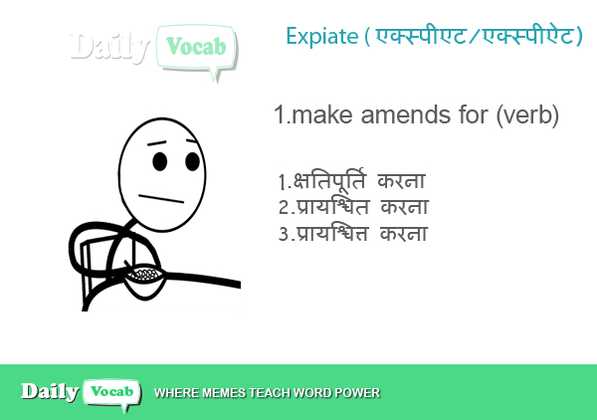 Daily Vocab
Expiate ( एक्स्पीएट/एक्स्पीऐट)
1.make amends for (verb)
1.क्षतिपूर्ति करना
2.प्रायश्चित करना
3.प्रायश्चित्त करना
Daily Vocab WHERE MEMES TEACH WORD POWER